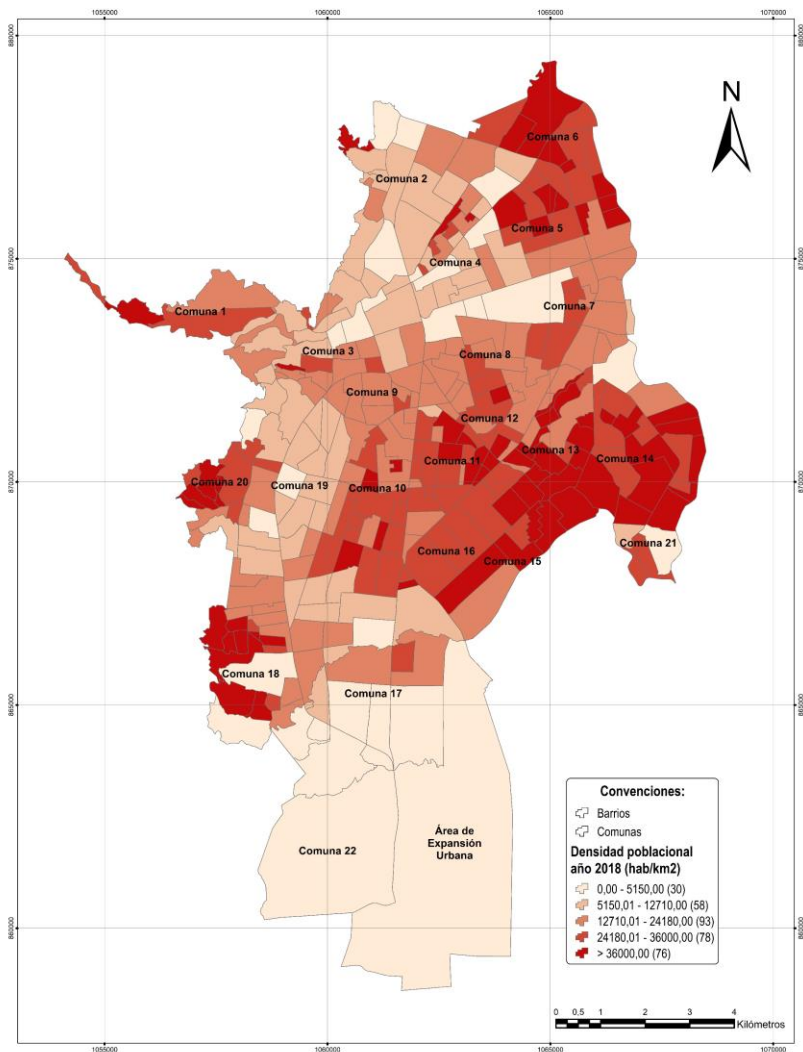 1055000
1060000
1065000
1070000
880000
880000
N
Comuna 6
Comuna 2
Comuna 5
875000
875000
Comuna 4
Comuna 1
Comuna 7
Comuna 3
Comuna 8
Comuna 9
Comuna 12
Comuna 13
Comuna 11
Comuna 14
870000
870000
Comuna 20
Comuna 19
Comuna 10
Comuna 21
Comuna 16
Comuna 15
Comuna 18
Comuna 17
865000
865000
Convenciones:
Barrios
Comunas
Densidad poblacional
año 2018 (hab/km2)
0,00 - 5150,00 (30)
5150,01 - 12710,00 (58)
12710,01 - 24180,00 (93)
24180,01 - 36000,00 (78)
> 36000,00 (76)
Área de
Expansión
Urbana
Comuna 22
860000
860000
0 0,5 1 2 3 4
Kilómetros
1055000
1060000
1065000
1070000